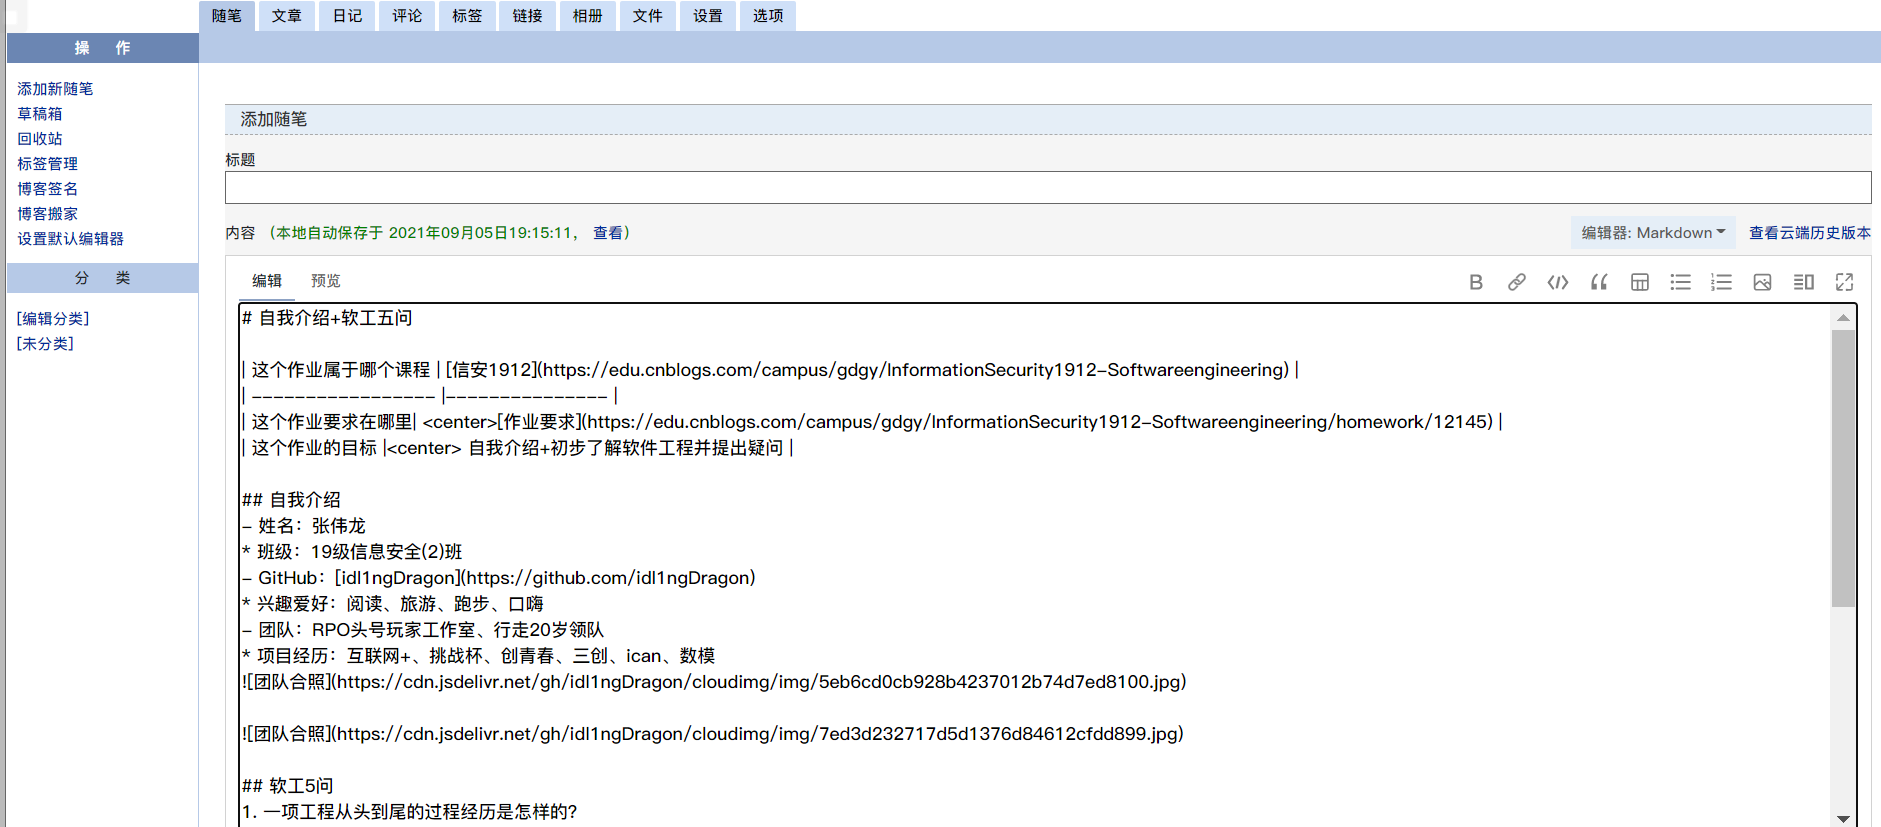 随笔 文章 日记 评论 标签 链接 相册 文件 设置 选项
操 作
添加新随笔
草稿箱
回收站
标签管理
博客签名
博客搬家
设置默认编辑器
分 类
[编辑分类]
[未分类]
添加随笔
标题
内容 (本地自动保存于 2021年09月05日19:15:11， 查看) 编辑器: Markdown 查看云端历史版本
编辑 预览
# 自我介绍+软工五问
| 这个作业属于哪个课程 | [信安1912](https://edu.cnblogs.com/campus/gdgy/InformationSecurity1912-Softwareengineering) |
| ----------------- |--------------- |
| 这个作业要求在哪里| <center>[作业要求](https://edu.cnblogs.com/campus/gdgy/InformationSecurity1912-Softwareengineering/homework/12145) |
| 这个作业的目标 |<center> 自我介绍+初步了解软件工程并提出疑问 |
## 自我介绍
- 姓名：张伟龙
* 班级：19级信息安全(2)班
- GitHub：[idl1ngDragon](https://github.com/idl1ngDragon)
* 兴趣爱好：阅读、旅游、跑步、口嗨
- 团队：RPO头号玩家工作室、行走20岁领队
* 项目经历：互联网+、挑战杯、创青春、三创、ican、数模
![团队合照](https://cdn.jsdelivr.net/gh/idl1ngDragon/cloudimg/img/5eb6cd0cb928b4237012b74d7ed8100.jpg)
![团队合照](https://cdn.jsdelivr.net/gh/idl1ngDragon/cloudimg/img/7ed3d232717d5d1376d84612cfdd899.jpg)
## 软工5问
1. 一项工程从头到尾的过程经历是怎样的?